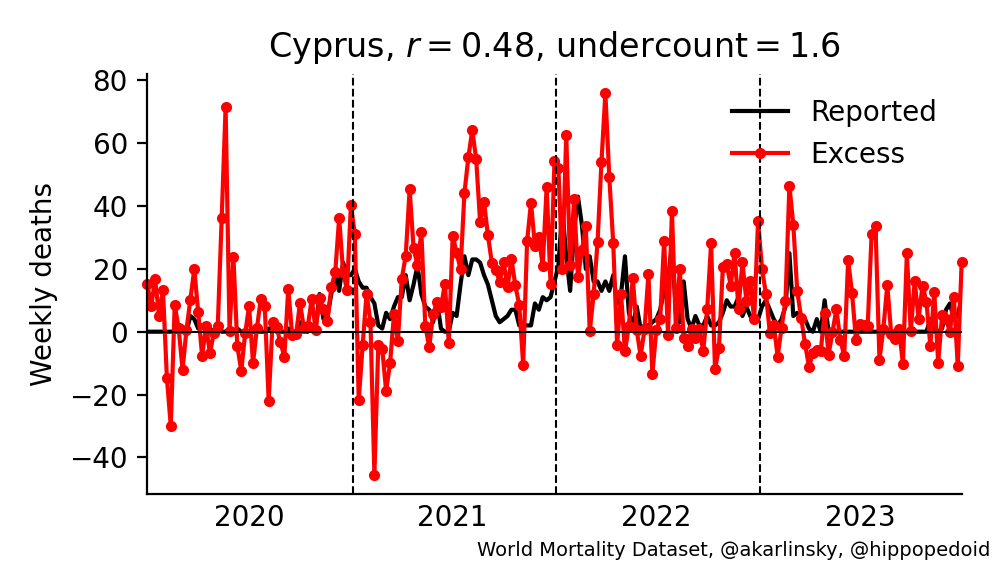 Cyprus, r = 0.48, undercount = 1.6
Reported
Excess
Weekly deaths
80
60
40
20
0
−20
−40
2020 2021 2022 2023
World Mortality Dataset, @akarlinsky, @hippopedoid